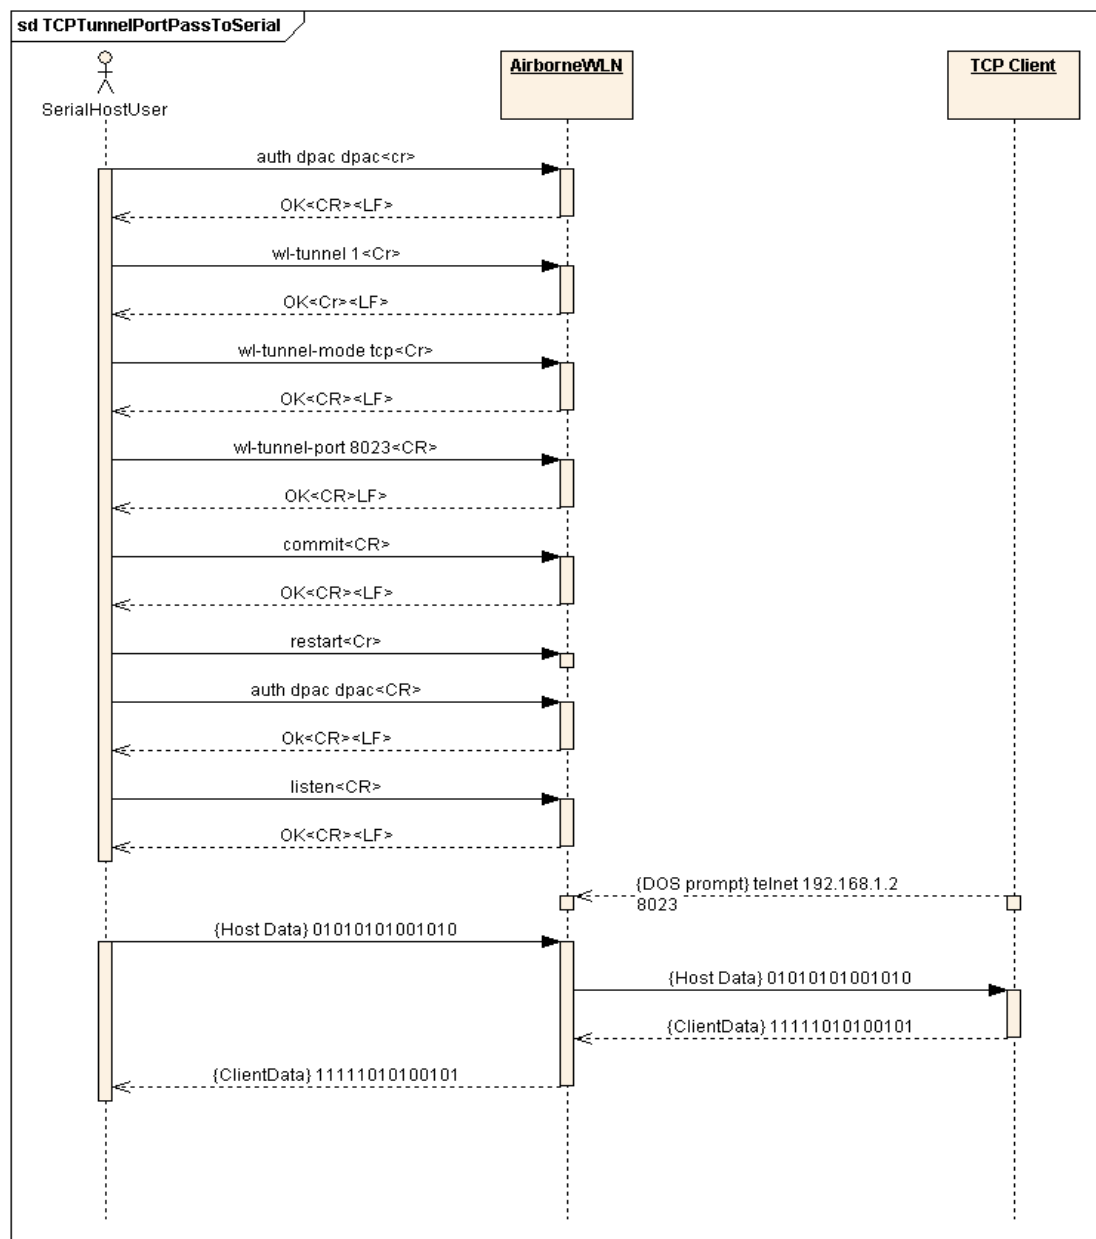 sd TCPTunnelPortPassToSerial
SerialHostUser
AirborneWLN
TCP Client
auth dpac dpac<cr>
OK<CR><LF>
wl-tunnel 1<Cr>
OK<Cr><LF>
wl-tunnel-mode tcp<Cr>
OK<CR><LF>
wl-tunnel-port 8023<CR>
OK<CR>LF>
commit<CR>
OK<CR><LF>
restart<Cr>
auth dpac dpac<CR>
Ok<CR><LF>
listen<CR>
OK<CR><LF>
{DOS prompt} telnet 192.168.1.2
8023
{Host Data} 01010101001010
{Host Data} 01010101001010
{ClientData} 11111010100101
{ClientData} 11111010100101